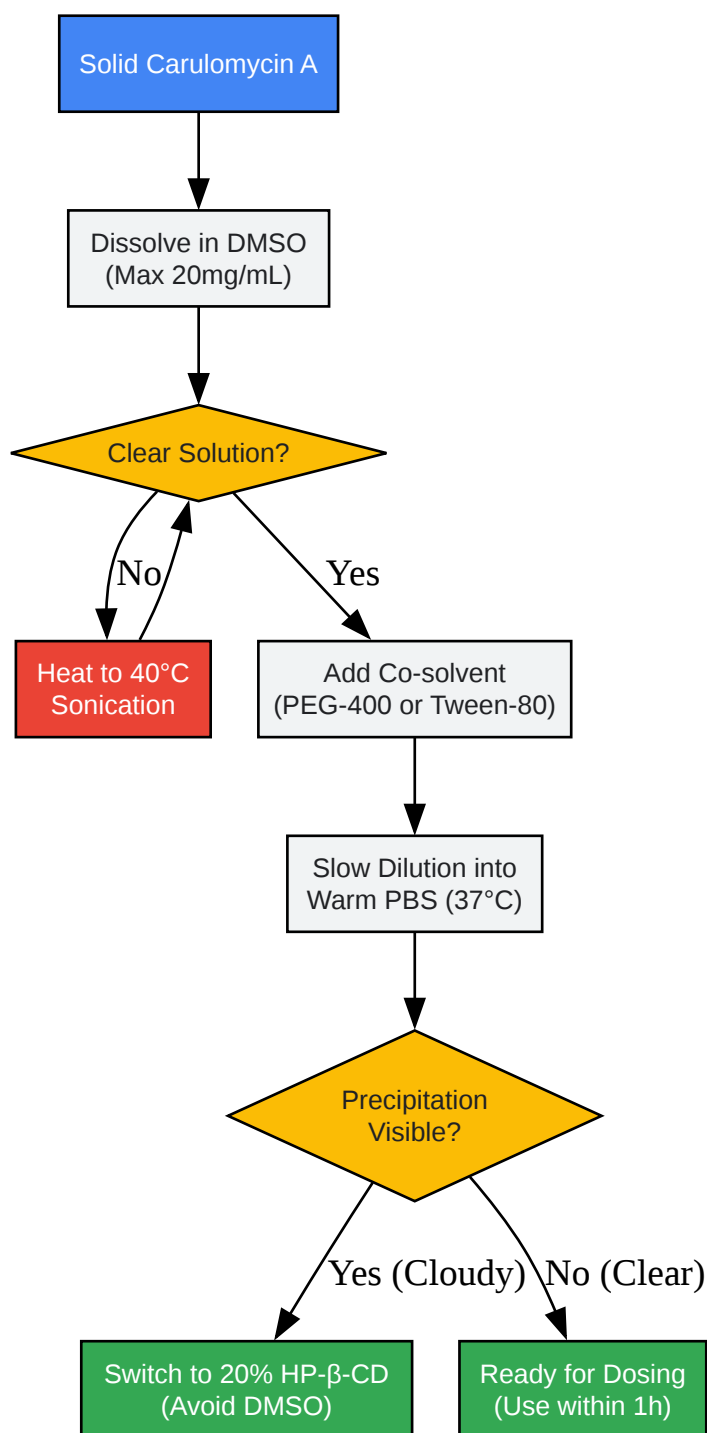 Solid Carulomycin A
Dissolve in DMSO
(Max 20mg/mL)
Clear Solution?
No
Yes
Heat to 40°C
Sonication
Add Co-solvent
(PEG-400 or Tween-80)
Slow Dilution into
Warm PBS (37°C)
Precipitation
Visible?
Yes (Cloudy)
No (Clear)
Switch to 20% HP-β-CD
(Avoid DMSO)
Ready for Dosing
(Use within 1h)